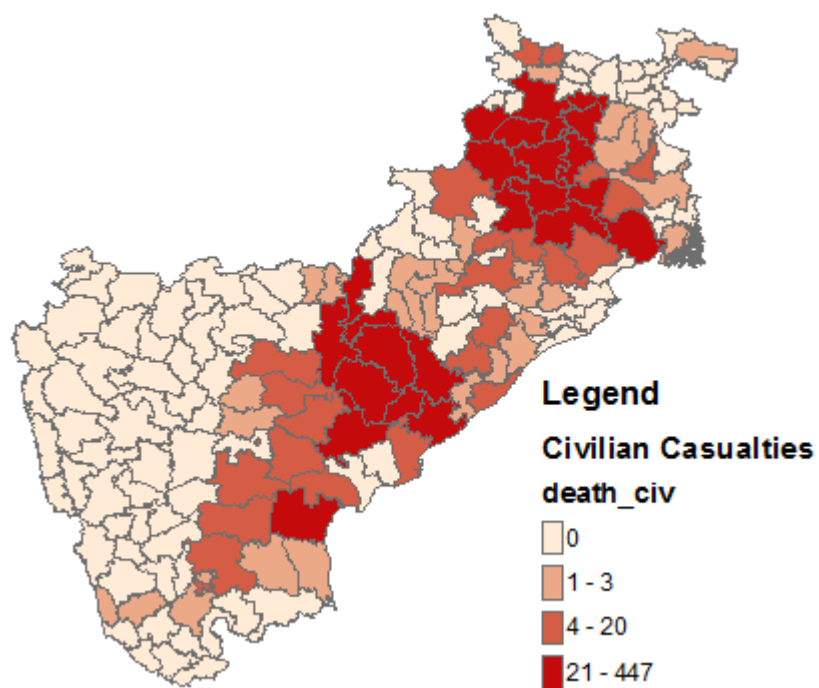 Legend
Civilian Casualties
death_civ
0
1 - 3
4 - 20
21 - 447